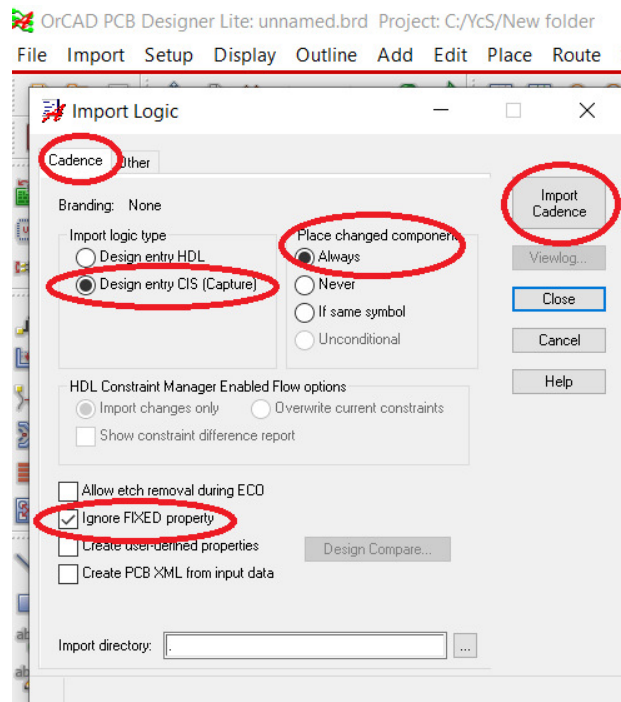 OrCAD PCB Designer Lite: unnamed.brd Project: C:/YcS/New folder
File Import Setup Display Outline Add Edit Place Route
Import Logic
Cadence Other
Branding: None
Import logic type
Design entry HDL
Design entry CIS (Capture)
Place changed component
Always
Never
If same symbol
Unconditional
Import
Cadence
Viewlog...
Close
Cancel
Help
HDL Constraint Manager Enabled Flow options
Import changes only Overwrite current constraints
Show constraint difference report
Allow etch removal during ECO
Ignore FIXED property
Create user-defined properties Design Compare...
Create PCB XML from input data
Import directory: . ...